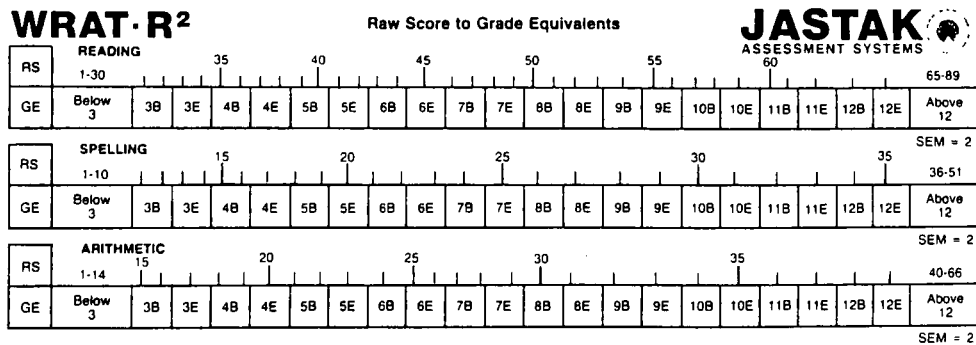 WRAT-R2 Raw Score to Grade Equivalents JASTAK
ASSESSMENT SYSTEMS
READING
RS 1-30 35 40 45 50 55 60 65-89
GE Below 3 3B 3E 4B 4E 5B 5E 6B 6E 7B 7E 8B 8E 9B 9E 10B 10E 11B 11E 12B 12E Above 12
SEM = 2
SPELLING
RS 1-10 15 20 25 30 35 36-51
GE Below 3 3B 3E 4B 4E 5B 5E 6B 6E 7B 7E 8B 8E 9B 9E 10B 10E 11B 11E 12B 12E Above 12
SEM = 2
ARITHMETIC
RS 1-14 15 20 25 30 35 40-66
GE Below 3 3B 3E 4B 4E 5B 5E 6B 6E 7B 7E 8B 8E 9B 9E 10B 10E 11B 11E 12B 12E Above 12
SEM = 2